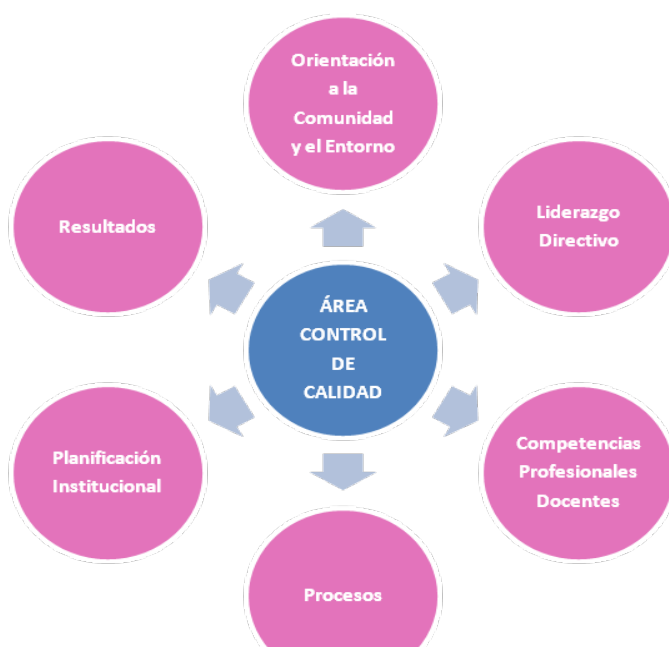 Orientación
a la
Comunidad
y el Entorno
Liderazgo
Directivo
Competencias
Profesionales
Docentes
Procesos
Planificación
Institucional
Resultados
ÁREA
CONTROL
DE
CALIDAD